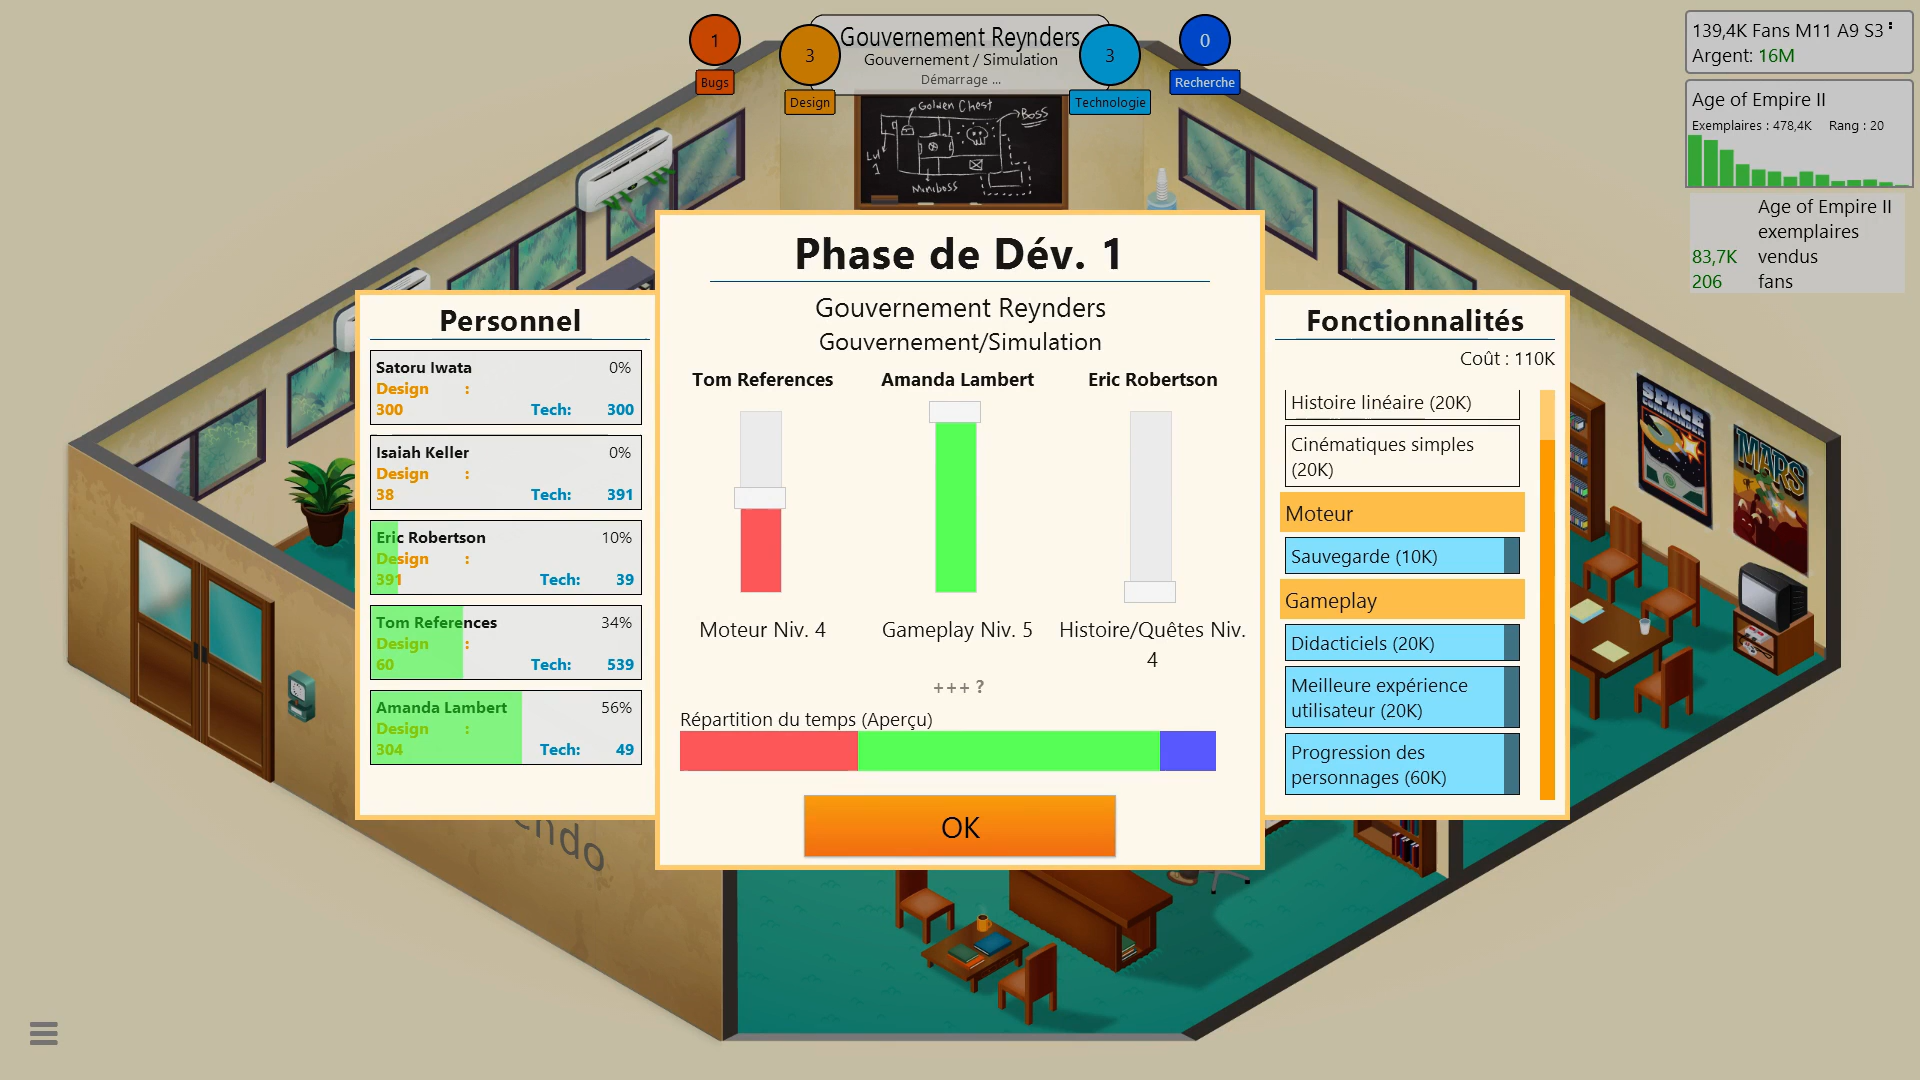 1
Bugs
3
Design
Gouvernement Reynders
Gouvernement / Simulation
Démarrage ...
3
Technologie
0
Recherche
139,4K Fans M11 A9 S3
Argent: 16M
Age of Empire II
Exemplaires : 478,4K Rang : 20
83,7K
206
Age of Empire II
exemplaires
vendus
fans
Golden Chest
Boss
Lvl
1
Miniboss
SPACE
MARS
Phase de Dév. 1
Gouvernement Reynders
Gouvernement/Simulation
Tom References
Amanda Lambert
Eric Robertson
Moteur Niv. 4
Gameplay Niv. 5
Histoire/Quêtes Niv.
4
+++ ?
Répartition du temps (Aperçu)
OK
Personnel
Satoru Iwata 0%
Design :
300 Tech: 300
Isaiah Keller 0%
Design :
38 Tech: 391
Eric Robertson 10%
Design :
391 Tech: 39
Tom References 34%
Design :
60 Tech: 539
Amanda Lambert 56%
Design :
304 Tech: 49
Fonctionnalités
Coût : 110K
Histoire linéaire (20K)
Cinématiques simples
(20K)
Moteur
Sauvegarde (10K)
Gameplay
Didacticiels (20K)
Meilleure expérience
utilisateur (20K)
Progression des
personnages (60K)
endo